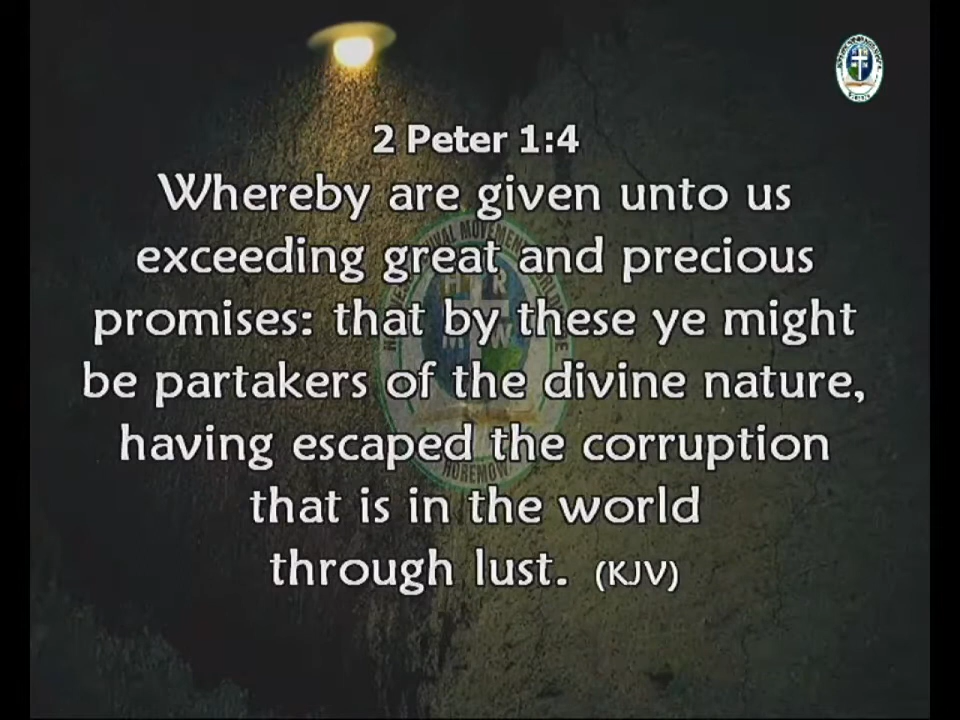 2 Peter 1:4
Whereby are given unto us
exceeding great and precious
promises: that by these ye might
be partakers of the divine nature,
having escaped the corruption
that is in the world
through lust. (KJV)
H R
M W
HOREMOW